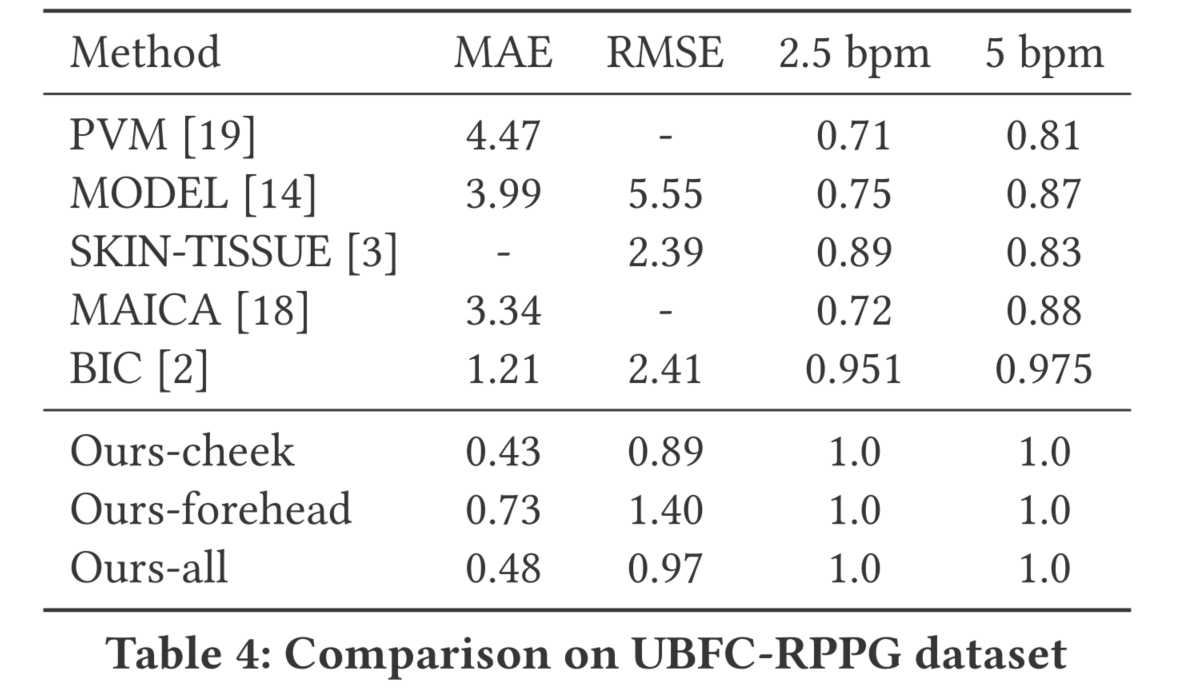 Method MAE RMSE 2.5 bpm 5 bpm
PVM [19] 4.47 - 0.71 0.81
MODEL [14] 3.99 5.55 0.75 0.87
SKIN-TISSUE [3] - 2.39 0.89 0.83
MAICA [18] 3.34 - 0.72 0.88
BIC [2] 1.21 2.41 0.951 0.975
Ours-cheek 0.43 0.89 1.0 1.0
Ours-forehead 0.73 1.40 1.0 1.0
Ours-all 0.48 0.97 1.0 1.0
Table 4: Comparison on UBFC-RPPG dataset